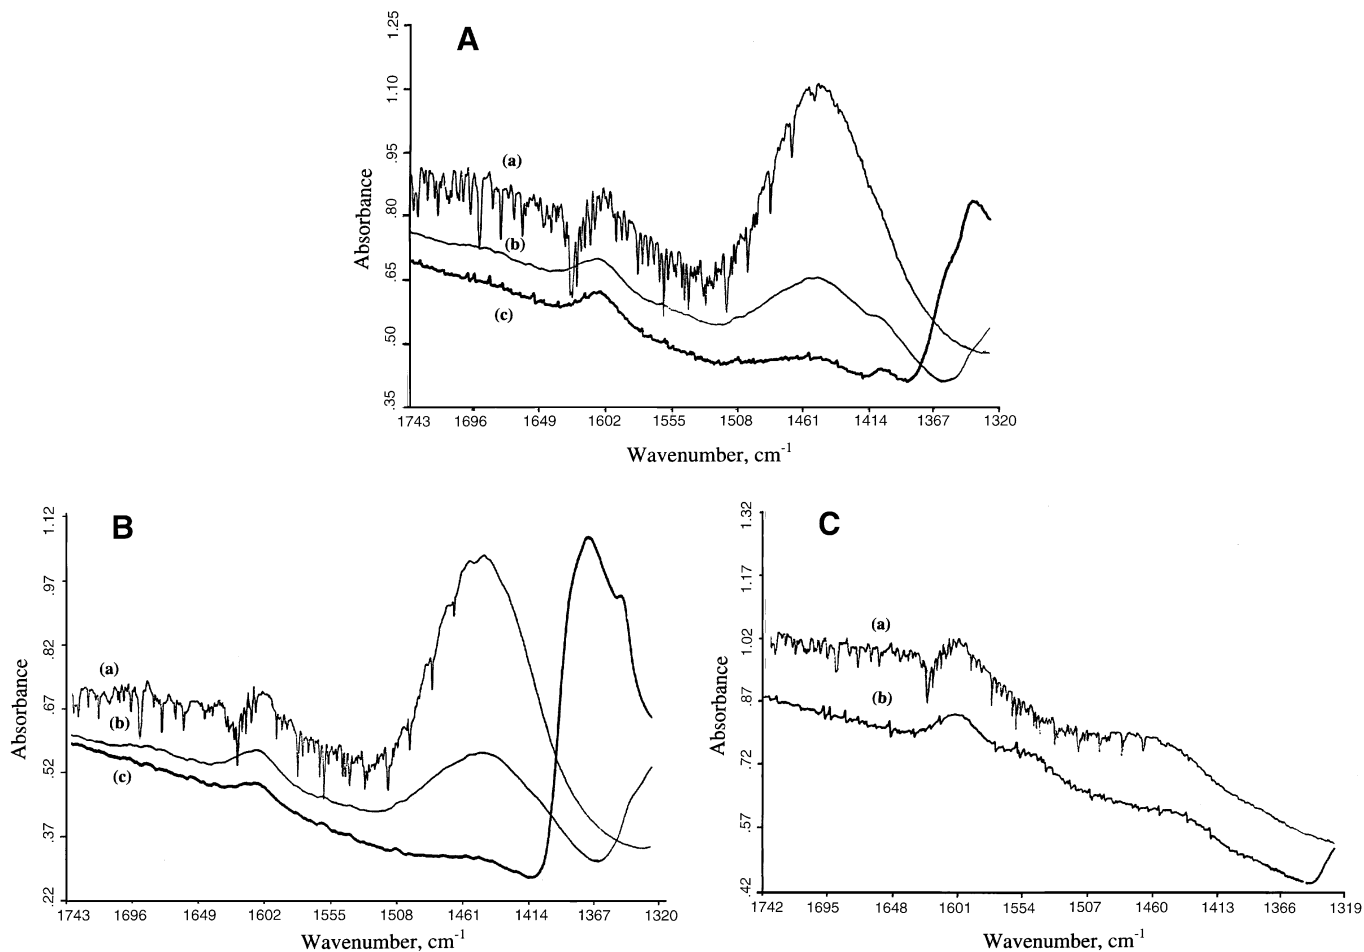 A
1.25
1.10
.95
.80
.65
.50
.35
Absorbance
(a)
(b)
(c)
1743 1696 1649 1602 1555 1508 1461 1414 1367 1320
Wavenumber, cm-1
B
1.12
.97
.82
.67
.52
.37
.22
Absorbance
(a)
(b)
(c)
1743 1696 1649 1602 1555 1508 1461 1414 1367 1320
Wavenumber, cm-1
C
1.32
1.17
1.02
.87
.72
.57
.42
Absorbance
(a)
(b)
1742 1695 1648 1601 1554 1507 1460 1413 1366 1319
Wavenumber, cm-1